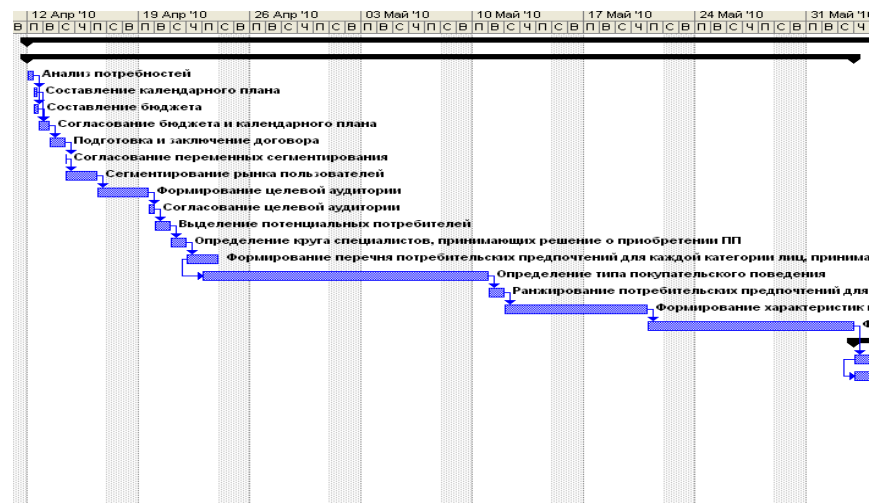 12 Апр '10 19 Апр '10 26 Апр '10 03 Май '10 10 Май '10 17 Май '10 24 Май '10 31 Май '1
В П В С Ч П С В П В С Ч П С В П В С Ч П С В П В С Ч П С В П В С Ч П С В П В С Ч П С В П В С Ч П С В П В С Ч
Анализ потребностей
Составление календарного плана
Составление бюджета
Согласование бюджета и календарного плана
Подготовка и заключение договора
Согласование переменных сегментирования
Сегментирование рынка пользователей
Формирование целевой аудитории
Согласование целевой аудитории
Выделение потенциальных потребителей
Определение круга специалистов, принимающих решение о приобретении ПП
Формирование перечня потребительских предпочтений для каждой категории лиц, принима
Определение типа покупательского поведения
Ранжирование потребительских предпочтений для
Формирование характеристик